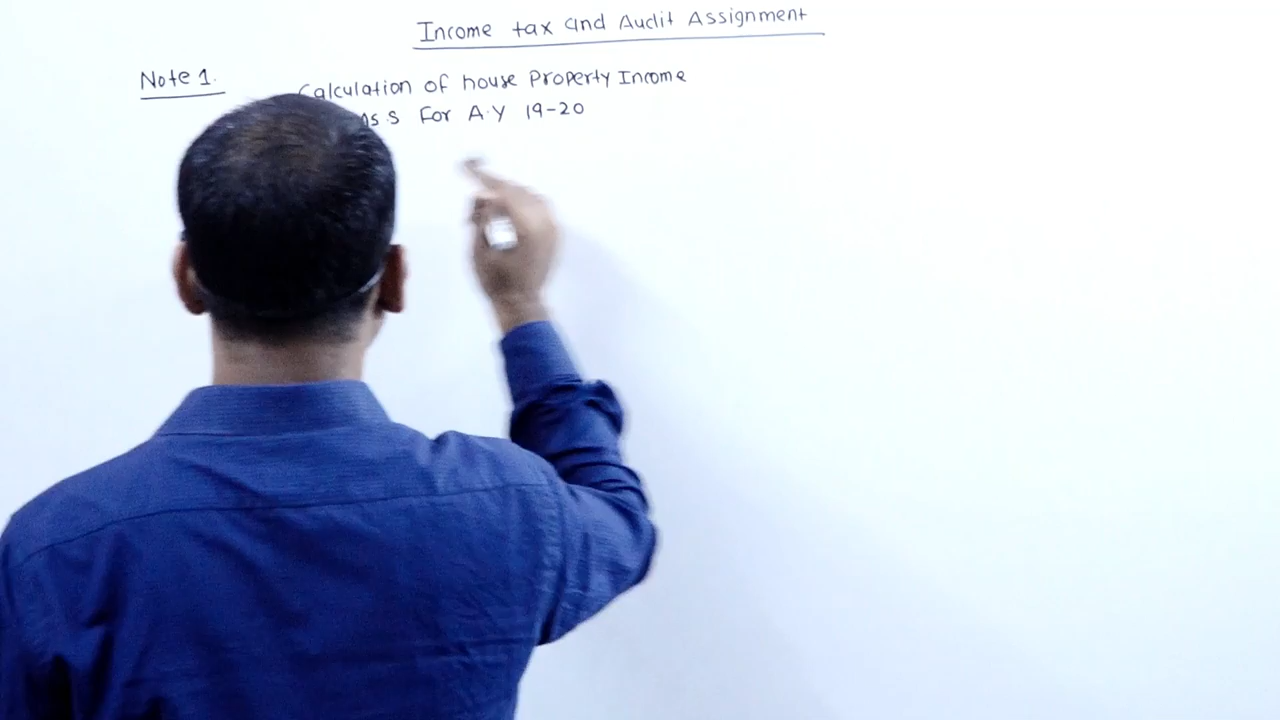 Income tax and Audit Assignment
Note 1.
Calculation of house Property Income
For A.Y 19-20